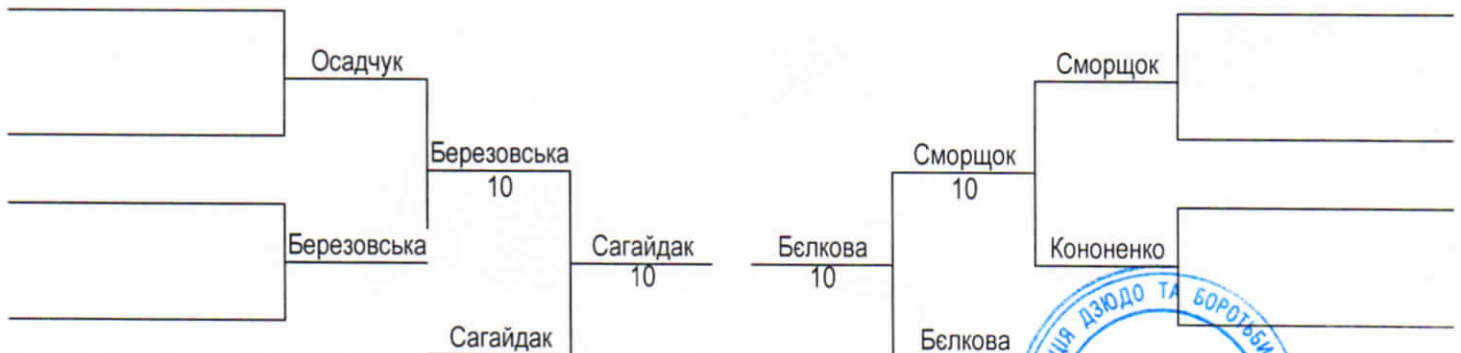 Осадчук
Сморщок
Березовська
10
Сморщок
10
Березовська
Сагайдак
10
Бєлкова
10
Кононенко
ДЗЮДО ТА БОРОТЬБИ
Сагайдак
Бєлкова